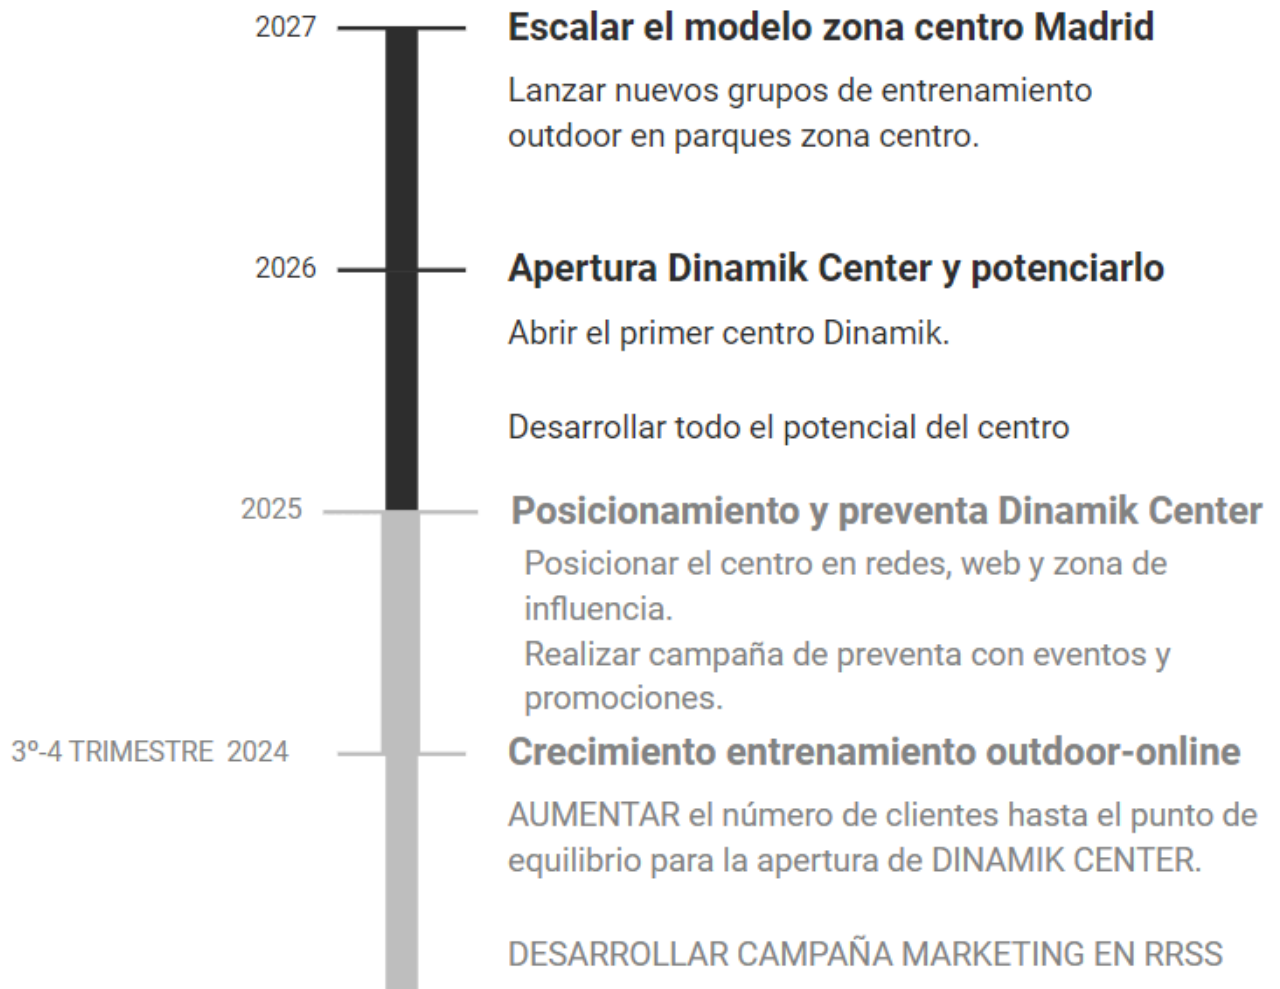 2027
Escalar el modelo zona centro Madrid
Lanzar nuevos grupos de entrenamiento
outdoor en parques zona centro.
2026
Apertura Dinamik Center y potenciarlo
Abrir el primer centro Dinamik.
Desarrollar todo el potencial del centro
2025
Posicionamiento y preventa Dinamik Center
Posicionar el centro en redes, web y zona de
influencia.
Realizar campaña de preventa con eventos y
promociones.
3º-4 TRIMESTRE 2024
Crecimiento entrenamiento outdoor-online
AUMENTAR el número de clientes hasta el punto de
equilibrio para la apertura de DINAMIK CENTER.
DESARROLLAR CAMPAÑA MARKETING EN RRSS